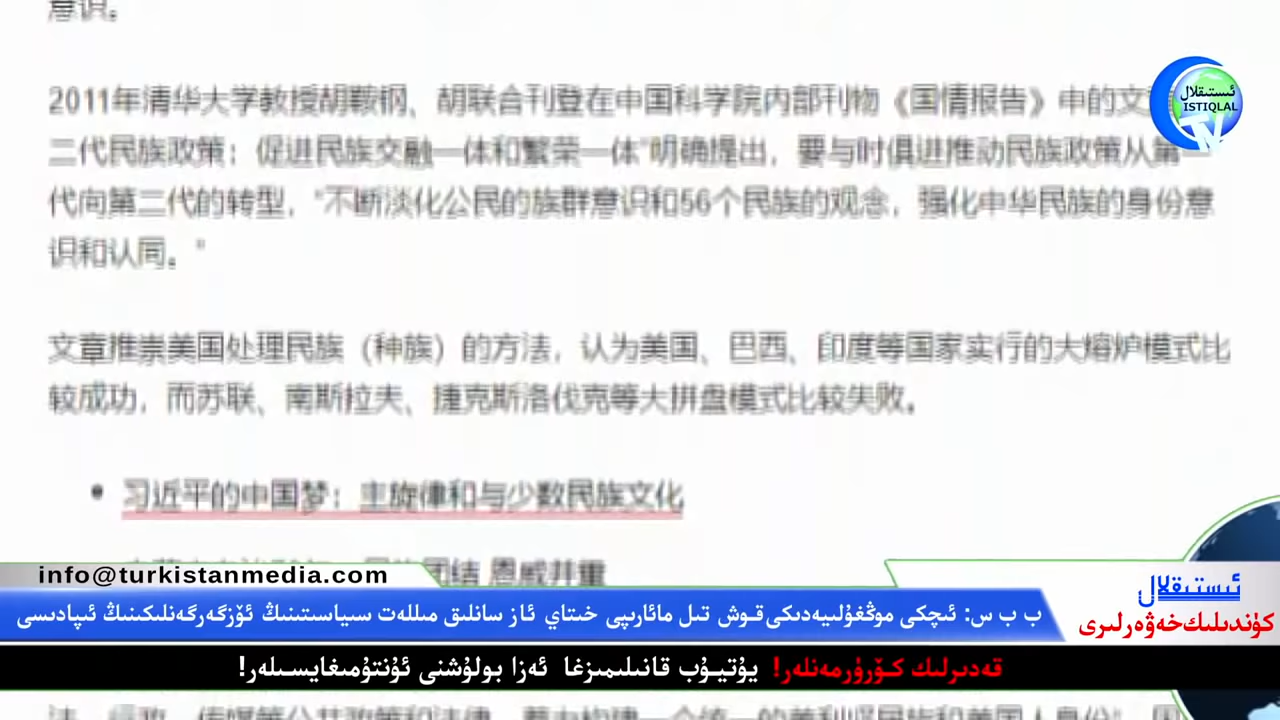 意识。
2011年清华大学教授胡鞍钢、胡联合刊登在中国科学院内部刊物《国情报告》中的文
二代民族政策：促进民族交融一体和繁荣一体"明确提出，要与时俱进推动民族政策从第一
代向第二代的转型，"不断淡化公民的族群意识和56个民族的观念，强化中华民族的身份意
识和认同。"
文章推崇美国处理民族（种族）的方法，认为美国、巴西、印度等国家实行的大熔炉模式比
较成功，而苏联、南斯拉夫、捷克斯洛伐克等大拼盘模式比较失败。
• 习近平的中国梦：主旋律和与少数民族文化
团结 恩威并重
ئىستىقلال
ISTIQLAL
info@turkistanmedia.com
ئىستىقلال
كۈندىلىك خەۋەرلىرى
ب ب س: ئىچكى موڭغۇلىيەدىكى قوش تىل مائارىپى خىتاي ئاز سانلىق مىللەت سىياسىتىنىڭ ئۆزگەرگەنلىكىنىڭ ئىپادىسى
قەدىرلىك كۆرۈرمەنلەر! يۇتيۇب قانىلىمىزغا ئەزا بولۇشنى ئۇنتۇمىغايسىلەر!